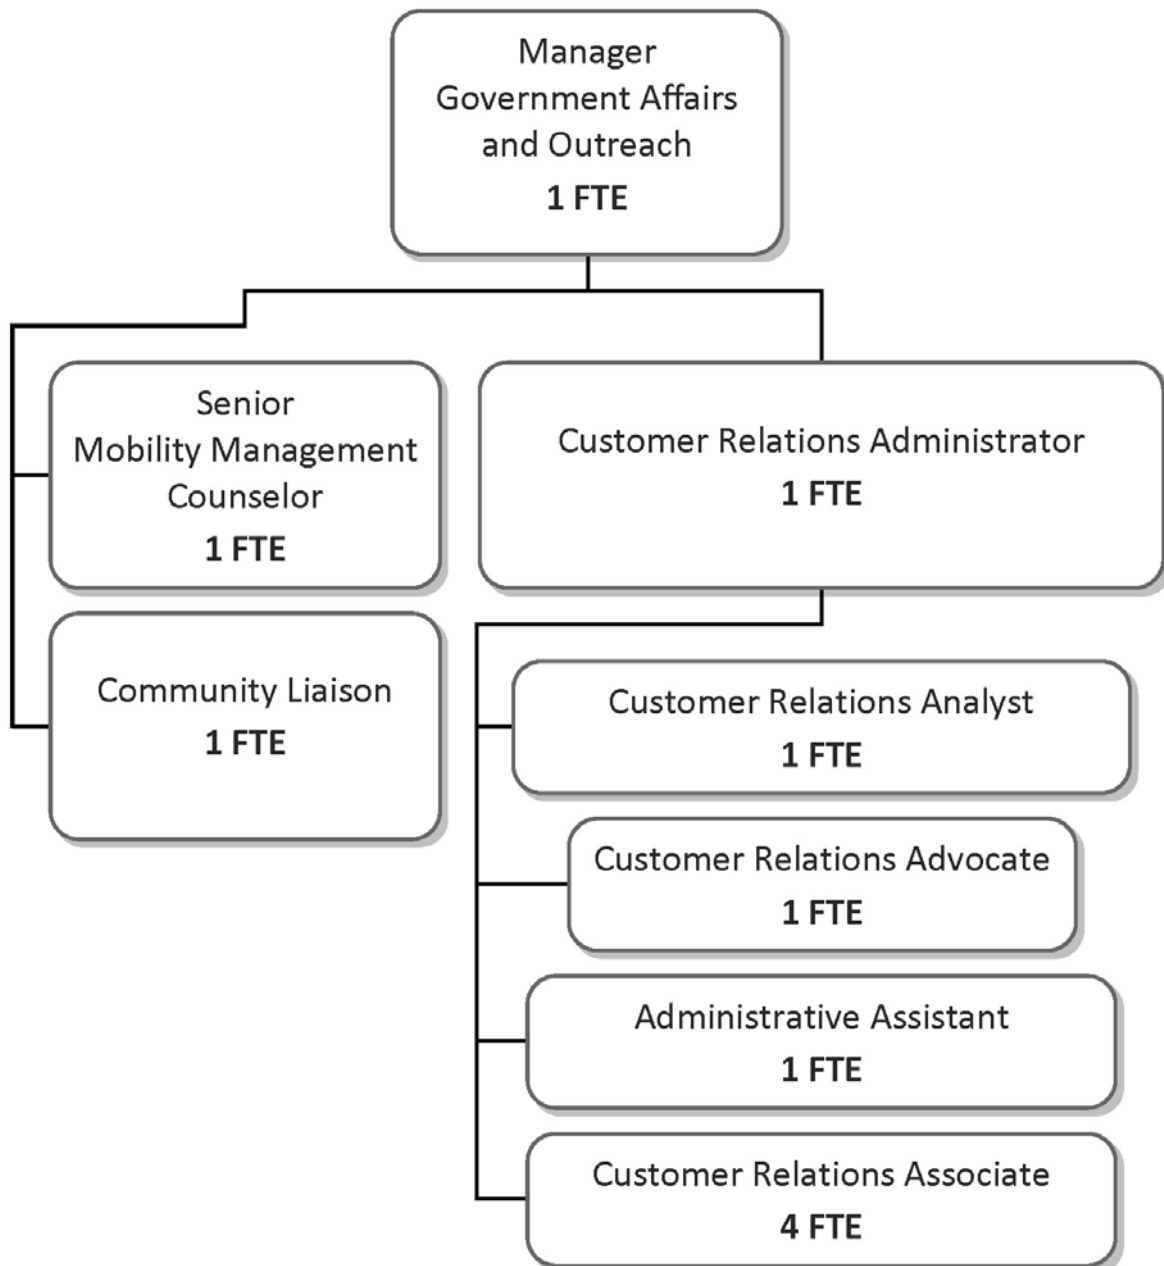 Manager
Government Affairs
and Outreach
1 FTE
Senior
Mobility Management
Counselor
1 FTE
Community Liaison
1 FTE
Customer Relations Administrator
1 FTE
Customer Relations Analyst
1 FTE
Customer Relations Advocate
1 FTE
Administrative Assistant
1 FTE
Customer Relations Associate
4 FTE